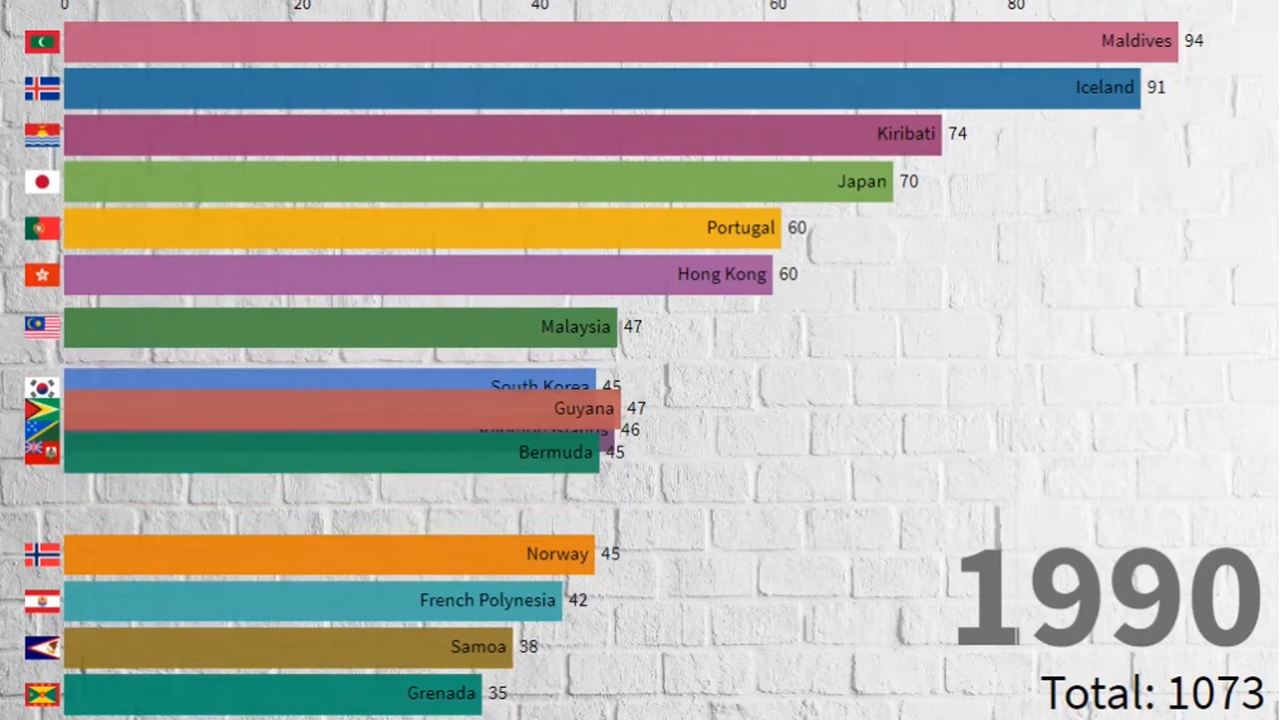 0 20 40 60 80
Maldives 94
Iceland 91
Kiribati 74
Japan 70
Portugal 60
Hong Kong 60
Malaysia 47
South Korea 45
Guyana 47
46
Bermuda 45
Norway 45
French Polynesia 42
Samoa 38
Grenada 35
1990
Total: 1073